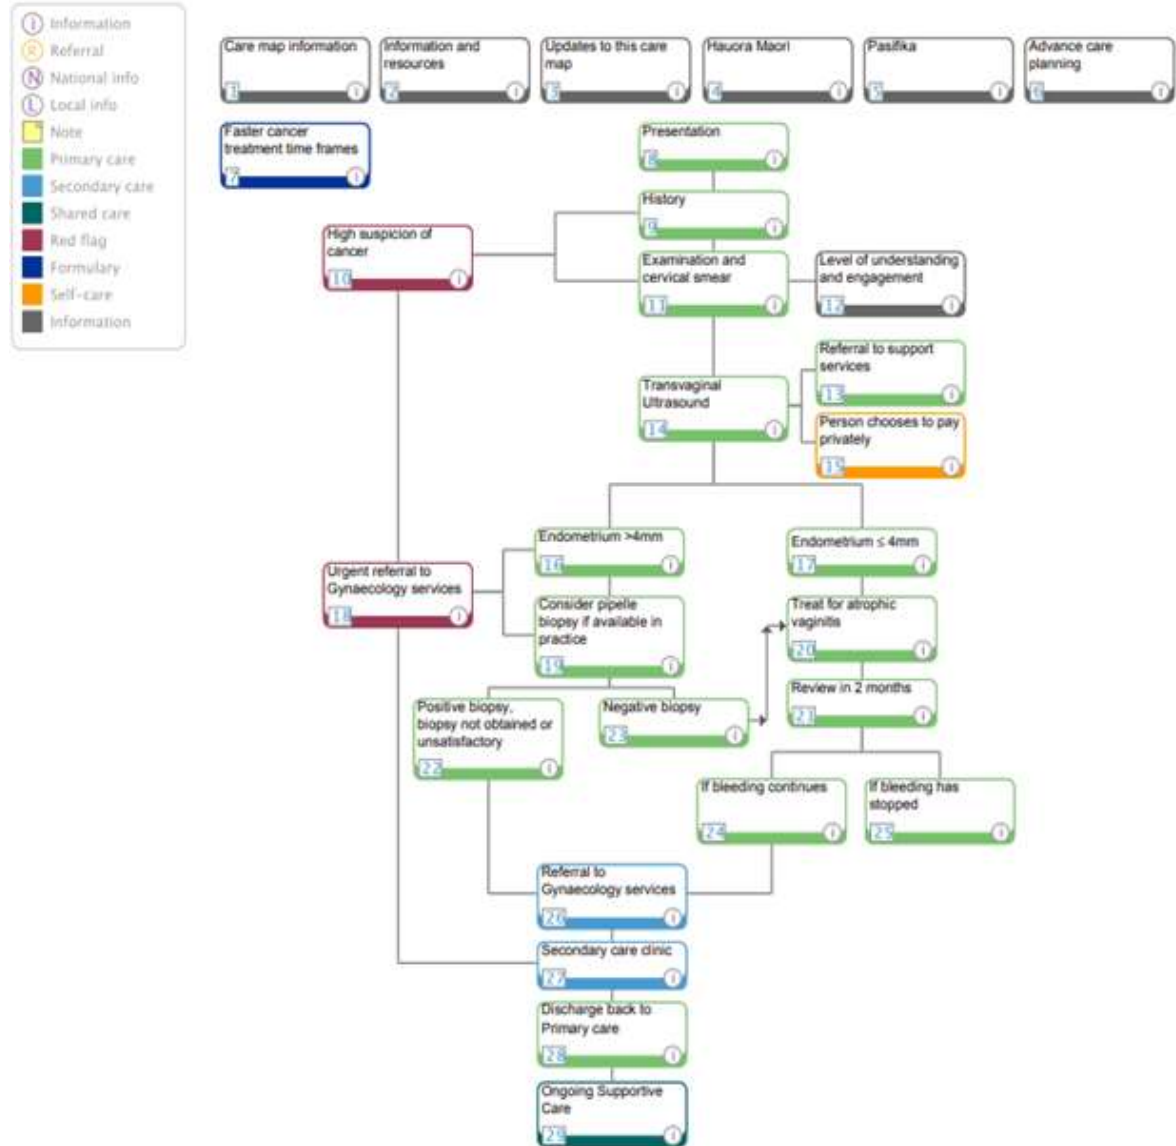 Information
Referral
National info
Local info
Note
Primary care
Secondary care
Shared care
Red flag
Formulary
Self-care
Information
Care map information
1
Information and
resources
2
Updates to this care
map
3
Hauora Maori
4
Pasifika
5
Advance care
planning
6
Faster cancer
treatment time frames
7
Presentation
8
History
9
High suspicion of
cancer
10
Examination and
cervical smear
11
Level of understanding
and engagement
12
Referral to support
services
13
Transvaginal
Ultrasound
14
Person chooses to pay
privately
15
Endometrium >4mm
16
Endometrium ≤ 4mm
17
Urgent referral to
Gynaecology services
18
Consider pipelle
biopsy if available in
practice
19
Treat for atrophic
vaginitis
20
Review in 2 months
21
Positive biopsy,
biopsy not obtained or
unsatisfactory
22
Negative biopsy
23
If bleeding continues
24
If bleeding has
stopped
25
Referral to
Gynaecology services
26
Secondary care clinic
27
Discharge back to
Primary care
28
Ongoing Supportive
Care
29